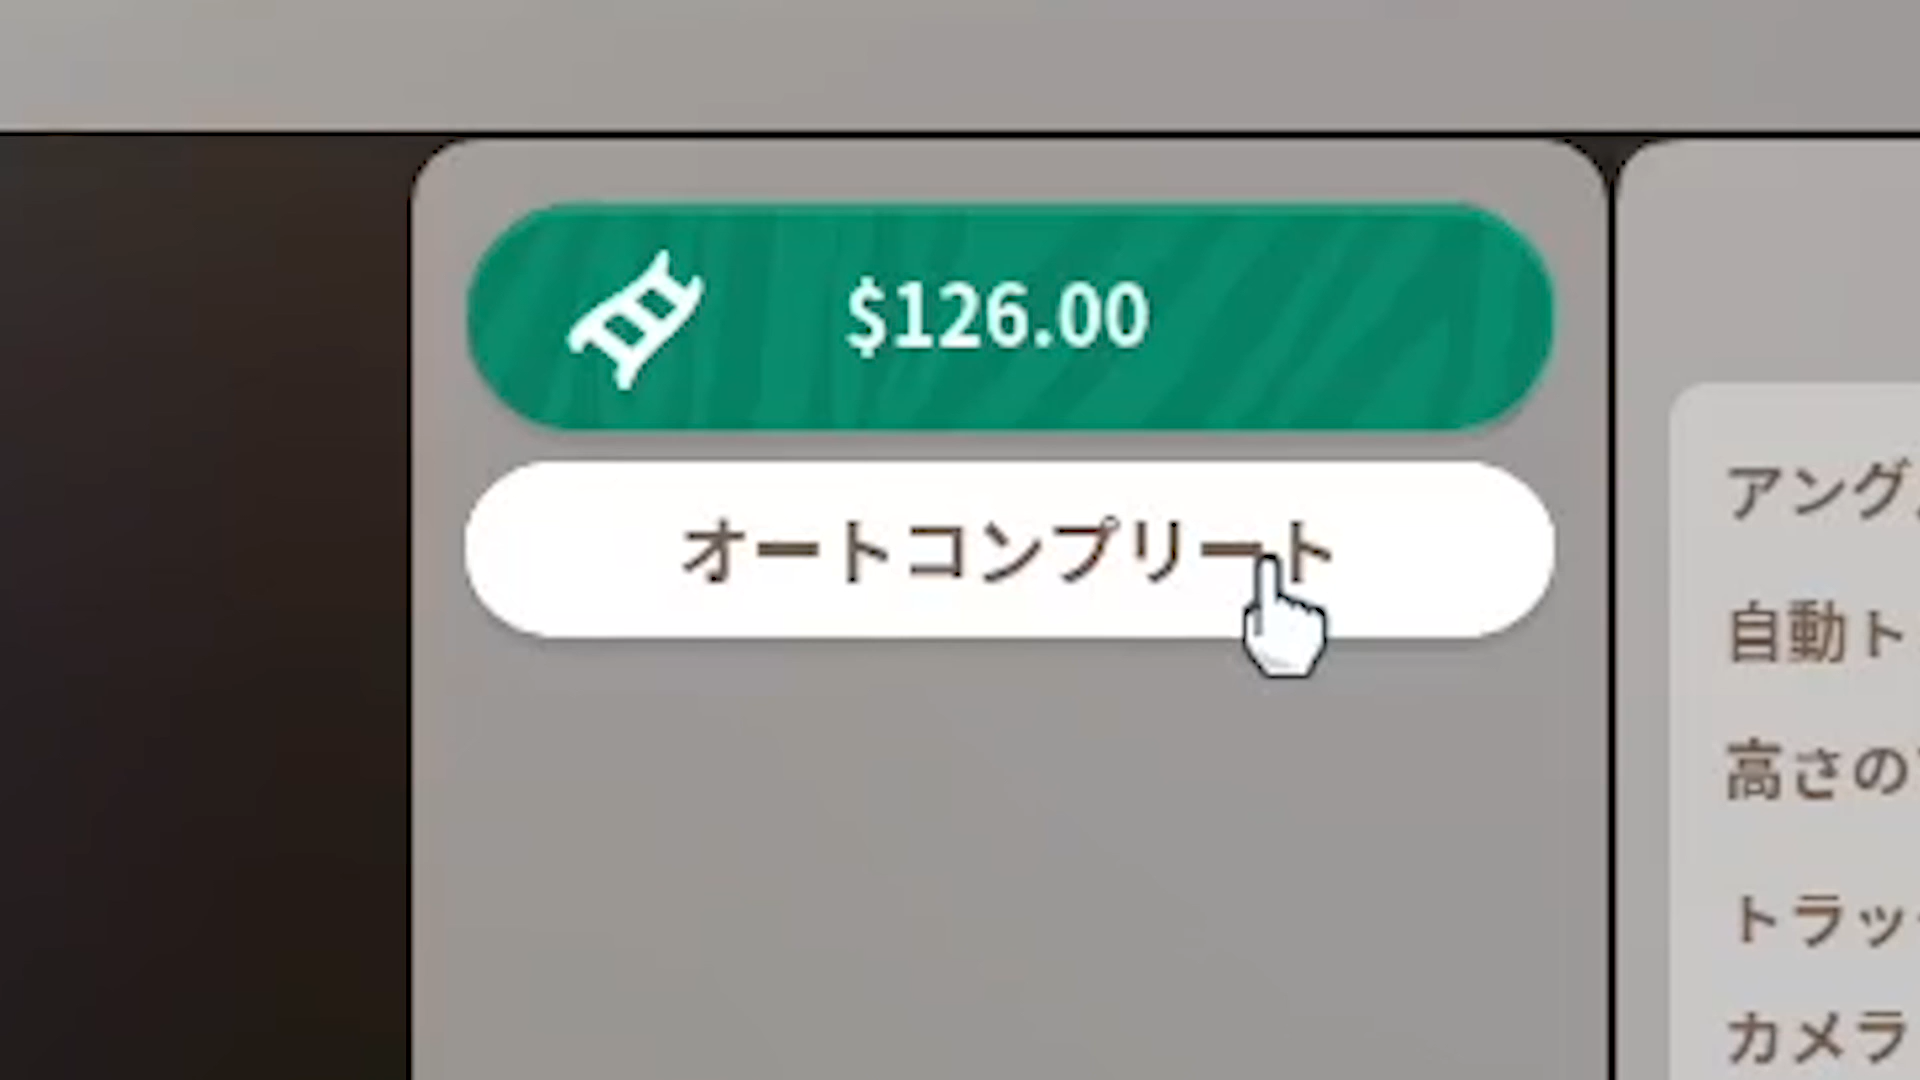 $126.00
オートコンプリート
アング
自動ト
高さの
トラッ
カメラ